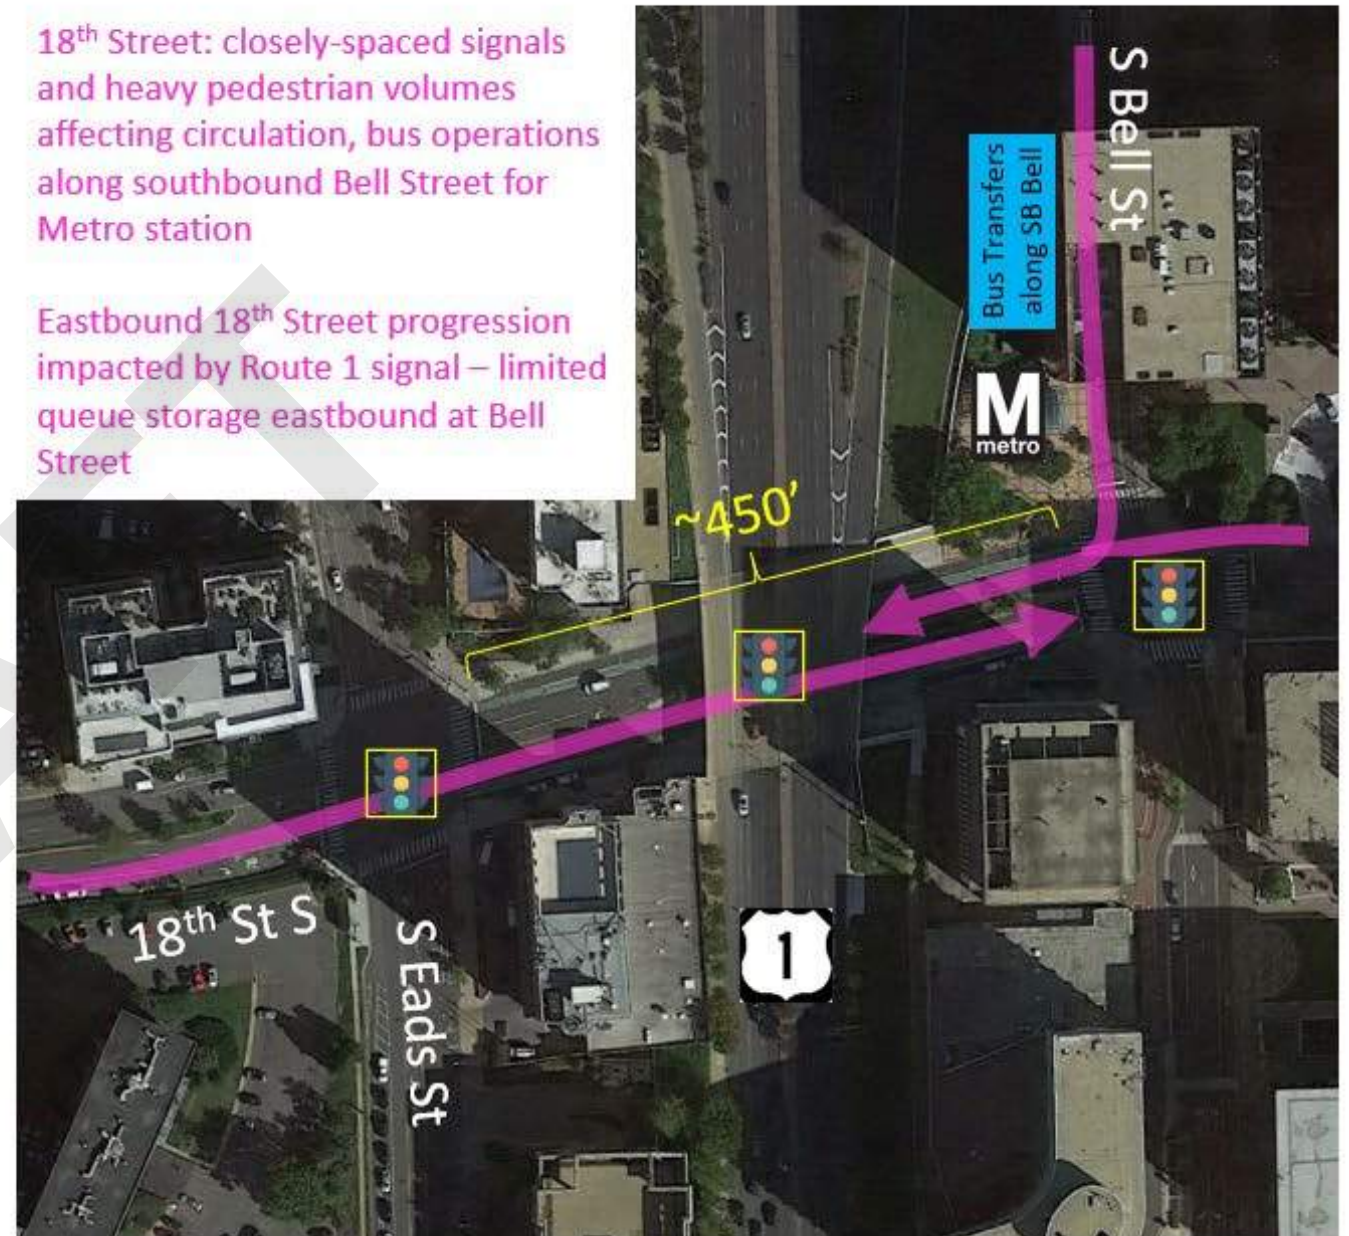 18th Street: closely-spaced signals
and heavy pedestrian volumes
affecting circulation, bus operations
along southbound Bell Street for
Metro station
Eastbound 18th Street progression
impacted by Route 1 signal – limited
queue storage eastbound at Bell
Street
S Bell St
Bus Transfers
along SB Bell
M
metro
~450'
18th St S
S Eads St
1